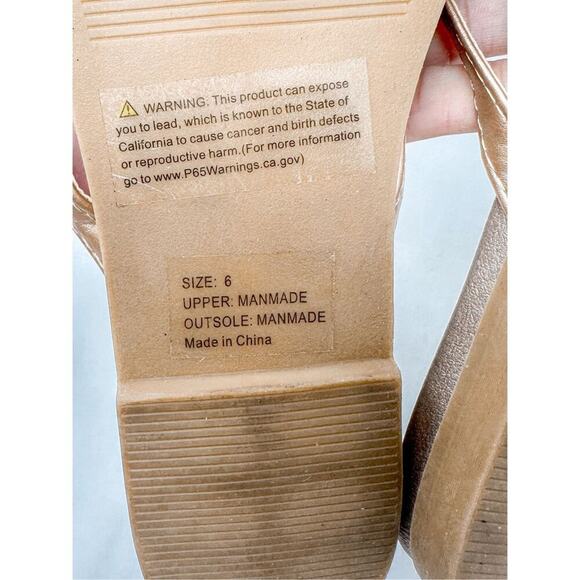 ⚠ WARNING: This product can expose
you to lead, which is known to the State of
California to cause cancer and birth defects
or reproductive harm.(For more information
go to www.P65Warnings.ca.gov)
SIZE: 6
UPPER: MANMADE
OUTSOLE: MANMADE
Made in China